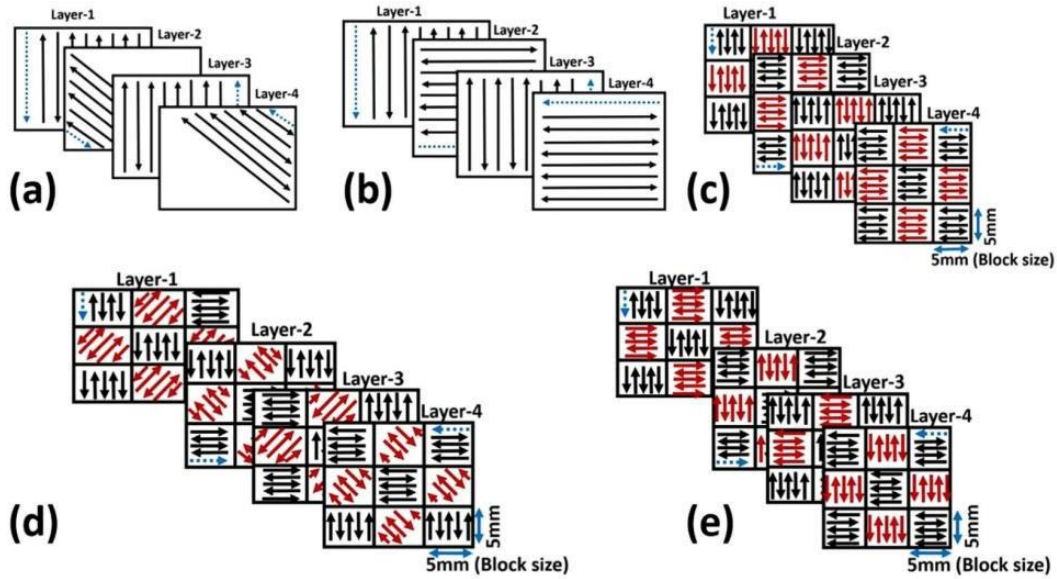 Layer-1
Layer-2
Layer-3
Layer-4
(a)
Layer-1
Layer-2
Layer-3
Layer-4
(b)
Layer-1
Layer-2
Layer-3
Layer-4
(c)
5mm
5mm (Block size)
Layer-1
Layer-2
Layer-3
Layer-4
(d)
5mm
5mm (Block size)
Layer-1
Layer-2
Layer-3
Layer-4
(e)
5mm
5mm (Block size)